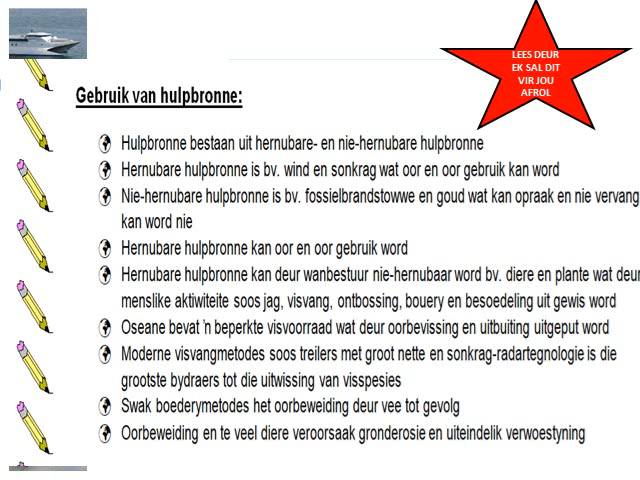 LEES DEUR
EK SAL DIT
VIR JOU
AFROL
Gebruik van hulpbronne:
Hulpbronne bestaan uit hernubare- en nie-hernubare hulpbronne
Hernubare hulpbronne is bv. wind en sonkrag wat oor en oor gebruik kan word
Nie-hernubare hulpbronne is bv. fossielbrandstowwe en goud wat kan opraak en nie vervang
kan word nie
Hernubare hulpbronne kan oor en oor gebruik word
Hernubare hulpbronne kan deur wanbestuur nie-hernubaar word bv. diere en plante wat deur
menslike aktiwiteite soos jag, visvang, ontbossing, bouery en besoedeling uit gewis word
Oseane bevat 'n beperkte visvoorraad wat deur oorbevissing en uitbuiting uitgeput word
Moderne visvangmetodes soos treilers met groot nette en sonkrag-radartegnologie is die
grootste bydraers tot die uitwissing van visspesies
Swak boederymetodes het oorbeweiding deur vee tot gevolg
Oorbeweiding en te veel diere veroorsaak gronderosie en uiteindelik verwoestyning